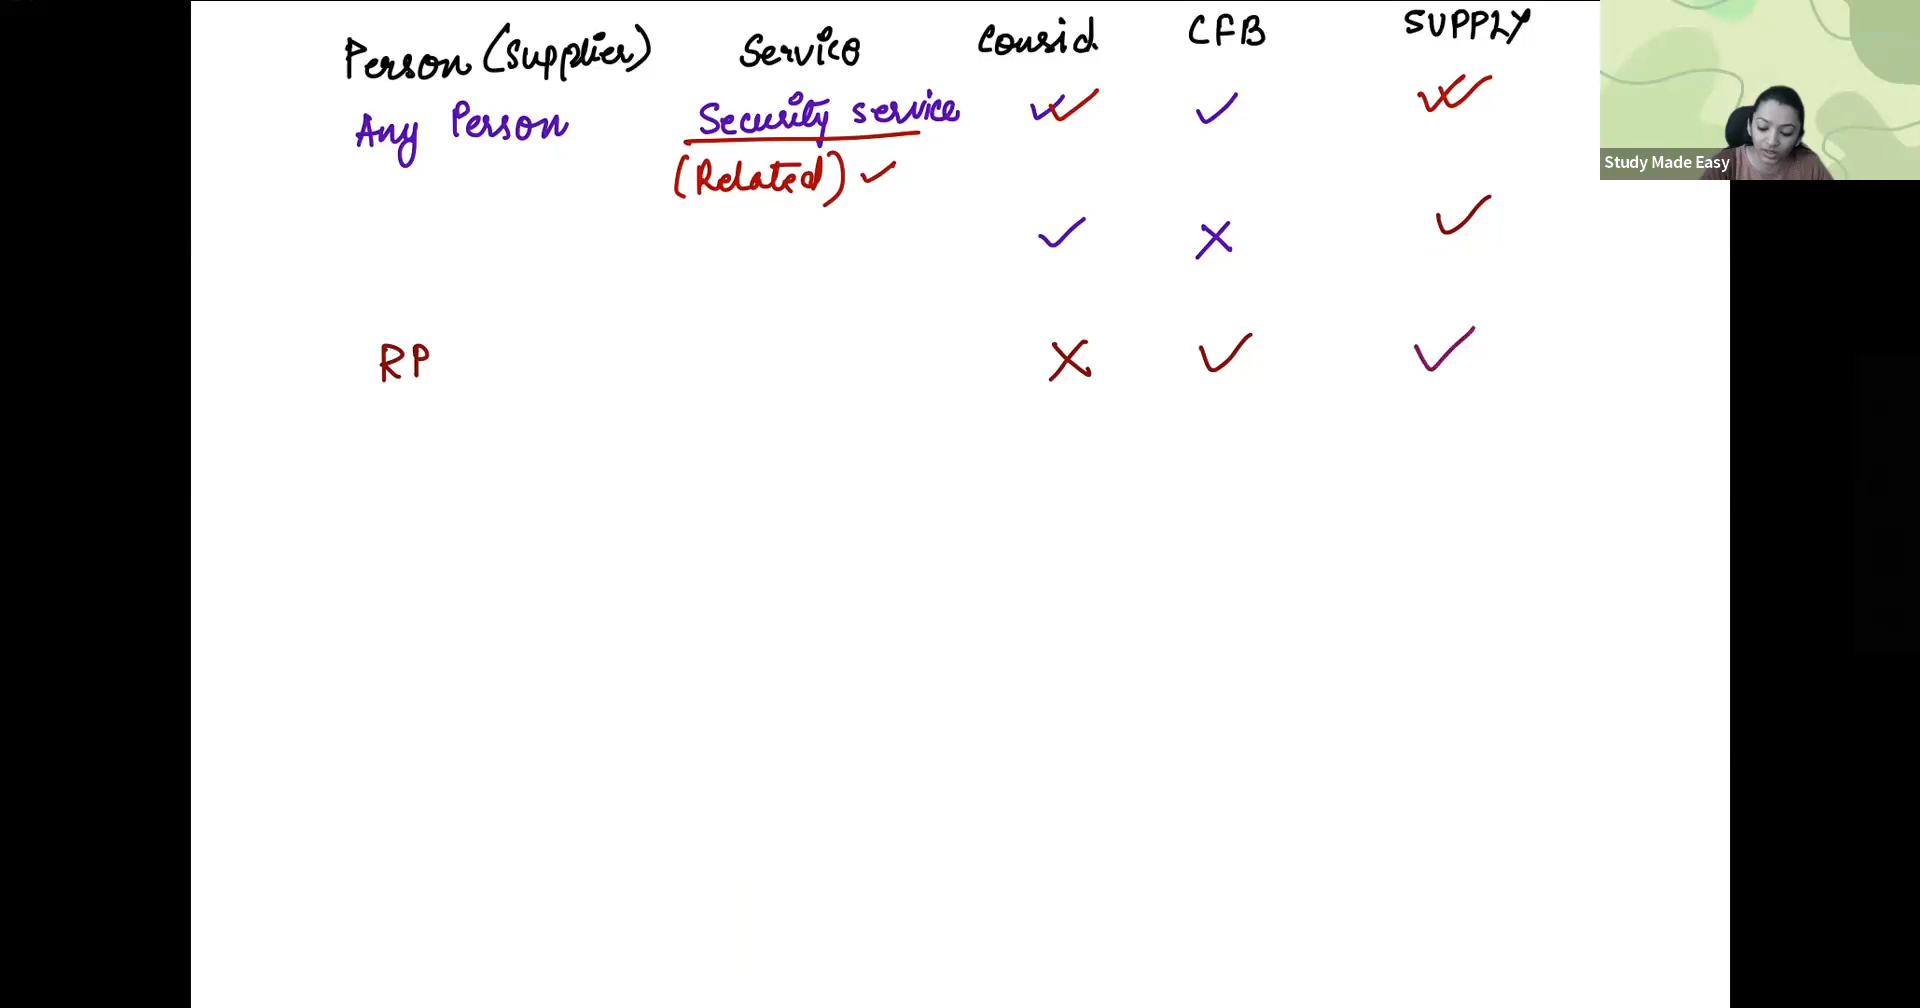 Person (Supplier) Service Consid. CFB SUPPLY
Any Person Security service ✓✓ ✓ ✓✓
(Related) ✓
✓ X ✓
RP X ✓ ✓
Study Made Easy